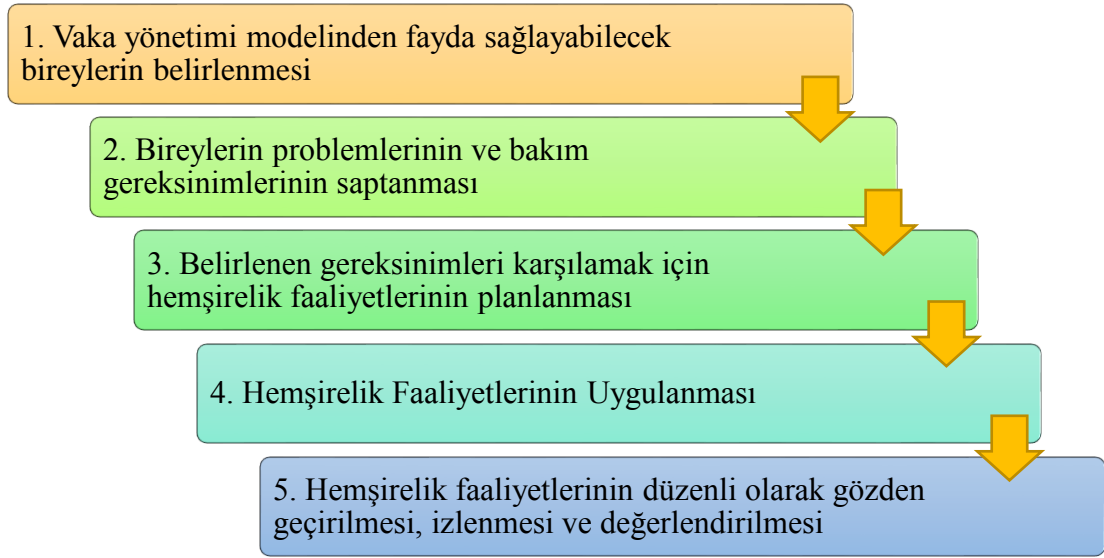 1. Vaka yönetimi modelinden fayda sağlayabilecek
bireylerin belirlenmesi
2. Bireylerin problemlerinin ve bakım
gereksinimlerinin saptanması
3. Belirlenen gereksinimleri karşılamak için
hemşirelik faaliyetlerinin planlanması
4. Hemşirelik Faaliyetlerinin Uygulanması
5. Hemşirelik faaliyetlerinin düzenli olarak gözden
geçirilmesi, izlenmesi ve değerlendirilmesi